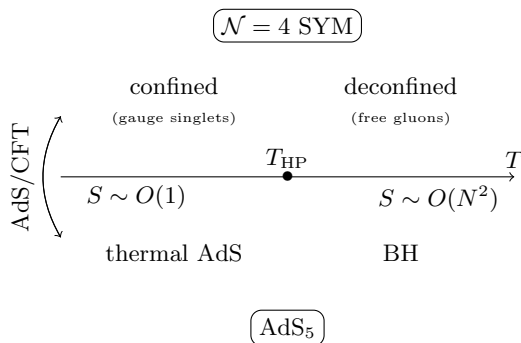 𝒩 = 4 SYM
confined deconfined
(gauge singlets) (free gluons)
AdS/CFT
T_HP T
S ∼ O(1) S ∼ O(N²)
thermal AdS BH
AdS₅